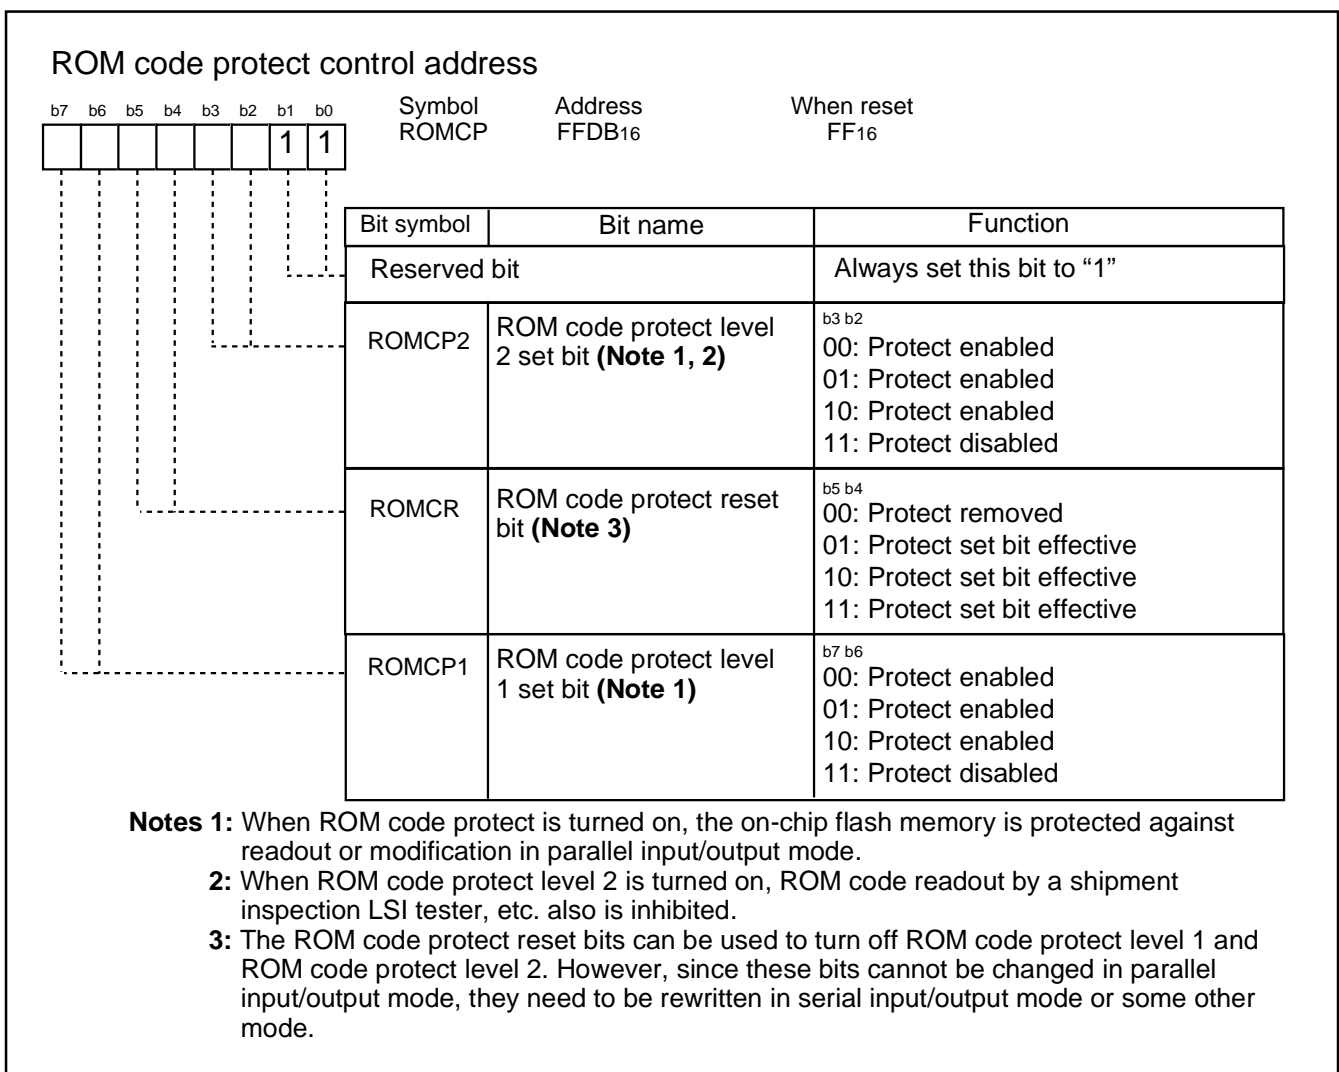 ROM code protect control address
b7 b6 b5 b4 b3 b2 b1 b0
1 1
Symbol Address When reset
ROMCP FFDB16 FF16
Bit symbol Bit name Function
Reserved bit Always set this bit to “1”
ROMCP2
ROM code protect level
2 set bit (Note 1, 2)
b3 b2
00: Protect enabled
01: Protect enabled
10: Protect enabled
11: Protect disabled
ROMCR
ROM code protect reset
bit (Note 3)
b5 b4
00: Protect removed
01: Protect set bit effective
10: Protect set bit effective
11: Protect set bit effective
ROMCP1
ROM code protect level
1 set bit (Note 1)
b7 b6
00: Protect enabled
01: Protect enabled
10: Protect enabled
11: Protect disabled
Notes 1: When ROM code protect is turned on, the on-chip flash memory is protected against
readout or modification in parallel input/output mode.
2: When ROM code protect level 2 is turned on, ROM code readout by a shipment
inspection LSI tester, etc. also is inhibited.
3: The ROM code protect reset bits can be used to turn off ROM code protect level 1 and
ROM code protect level 2. However, since these bits cannot be changed in parallel
input/output mode, they need to be rewritten in serial input/output mode or some other
mode.